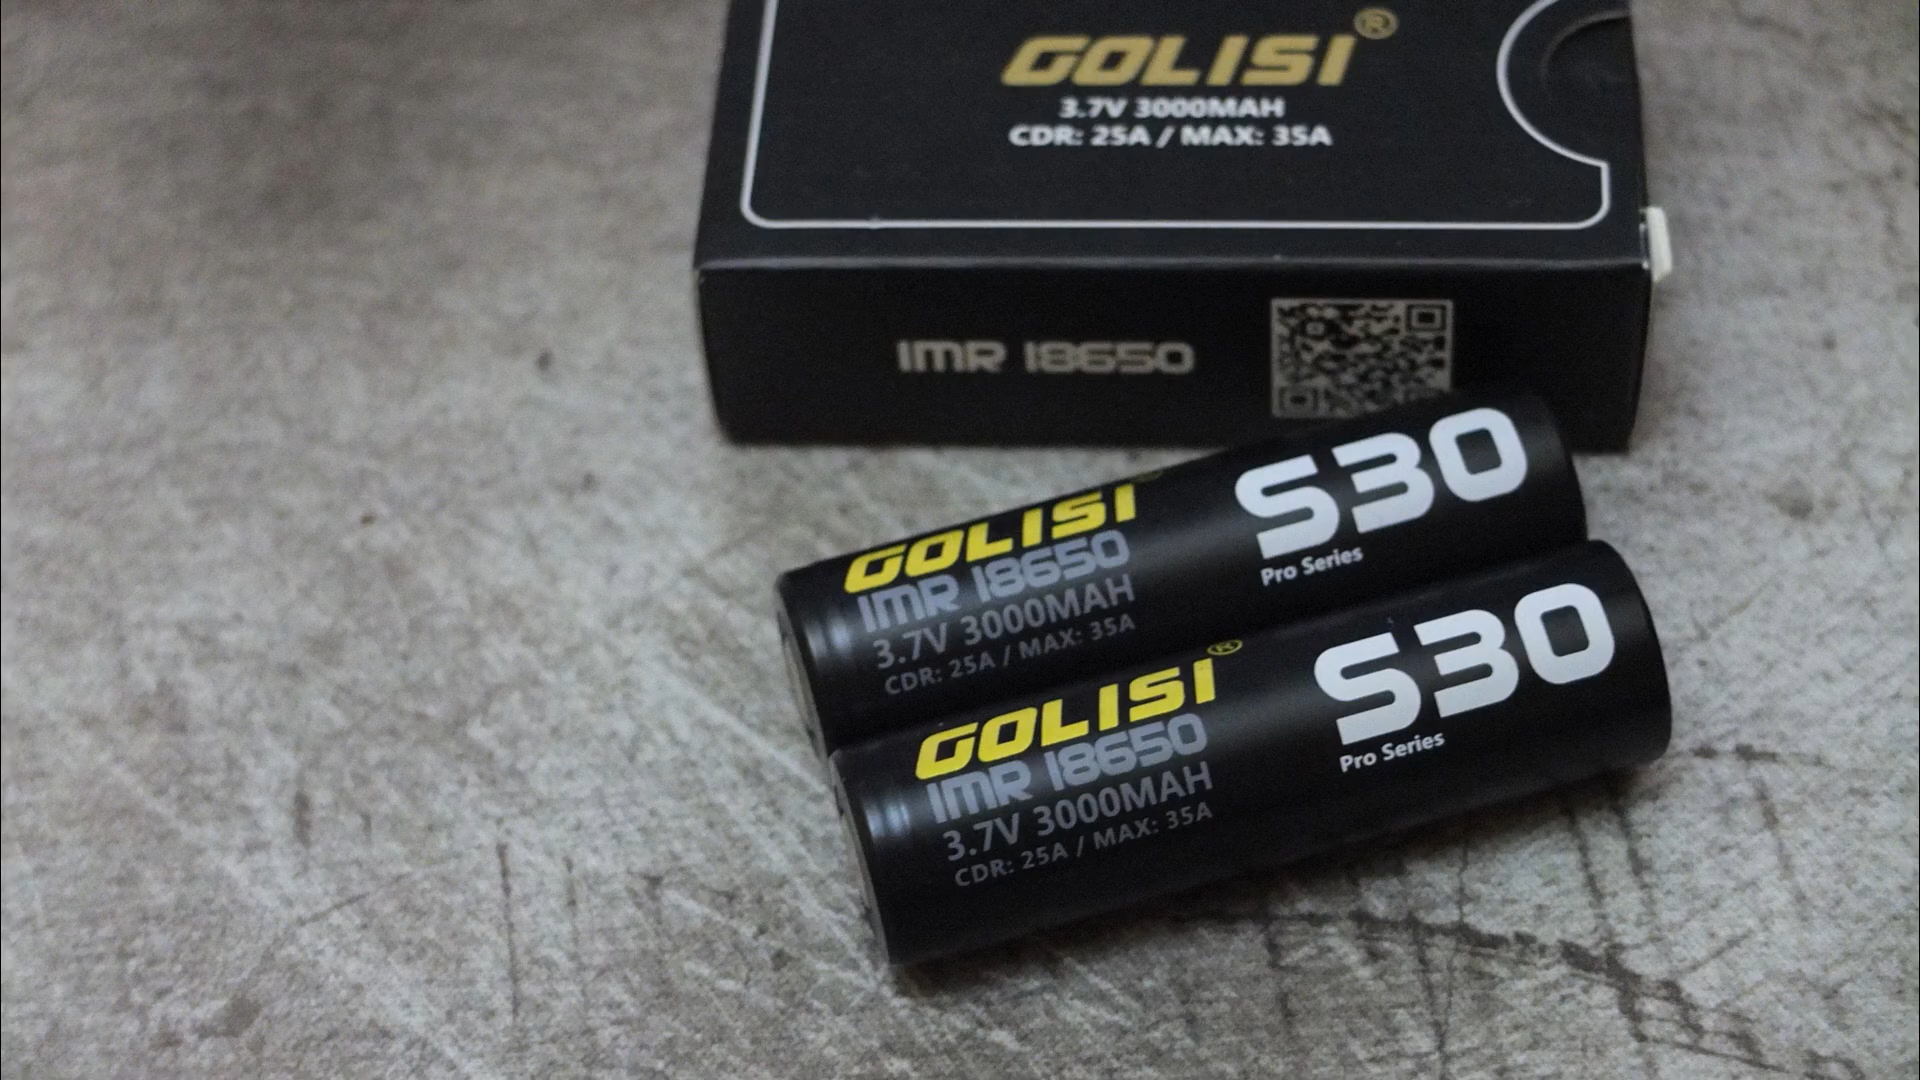 GOLISI®
3.7V 3000MAH
CDR: 25A / MAX: 35A
IMR 18650
GOLISI
IMR 18650
3.7V 3000MAH
CDR: 25A / MAX: 35A
S30
Pro Series
GOLISI®
IMR 18650
3.7V 3000MAH
CDR: 25A / MAX: 35A
S30
Pro Series